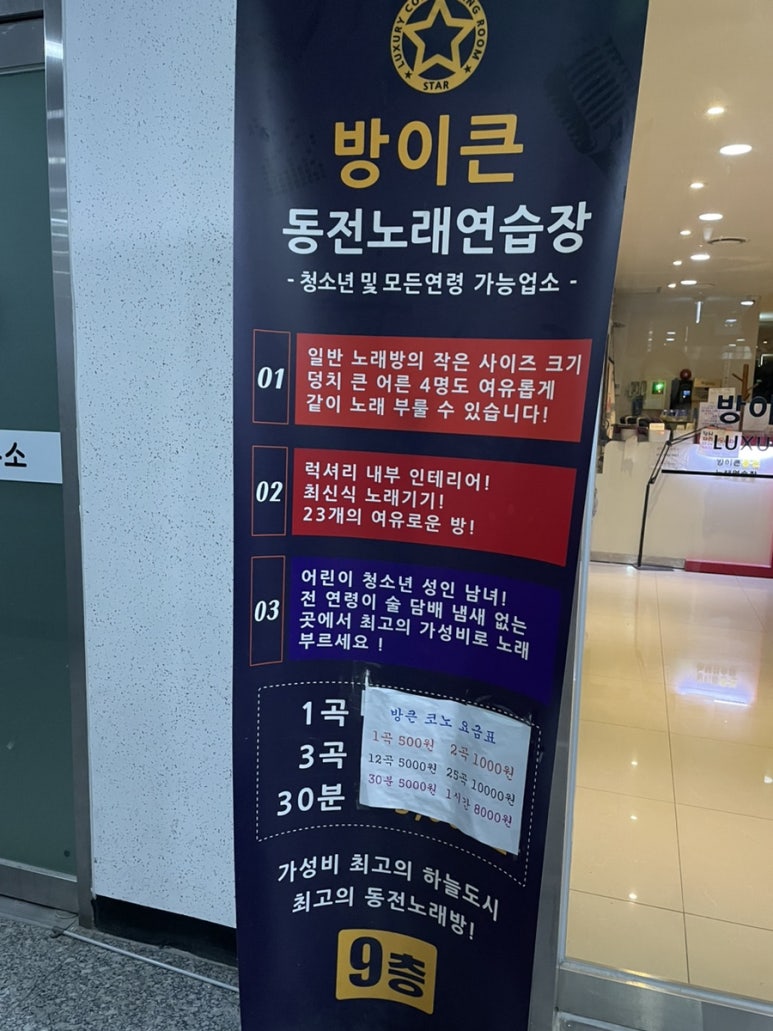 LUXURY CO
NG ROOM
STAR
방이큰
동전노래연습장
- 청소년 및 모든연령 가능업소 -
01
일반 노래방의 작은 사이즈 크기
덩치 큰 어른 4명도 여유롭게
같이 노래 부룰 수 있습니다!
02
럭셔리 내부 인테리어!
최신식 노래기기!
23개의 여유로운 방!
03
어린이 청소년 성인 남녀!
전 연령이 술 담배 냄새 없는
곳에서 최고의 가성비로 노래
부르세요 !
1곡
3곡
30분
방큰 코노 요금표
1곡 500원 2곡 1000원
12곡 5000원 25곡 10000원
30분 5000원 1시간 8000원
가성비 최고의 하늘도시
최고의 동전노래방!
9층
소
방이
LUXU
방이큰